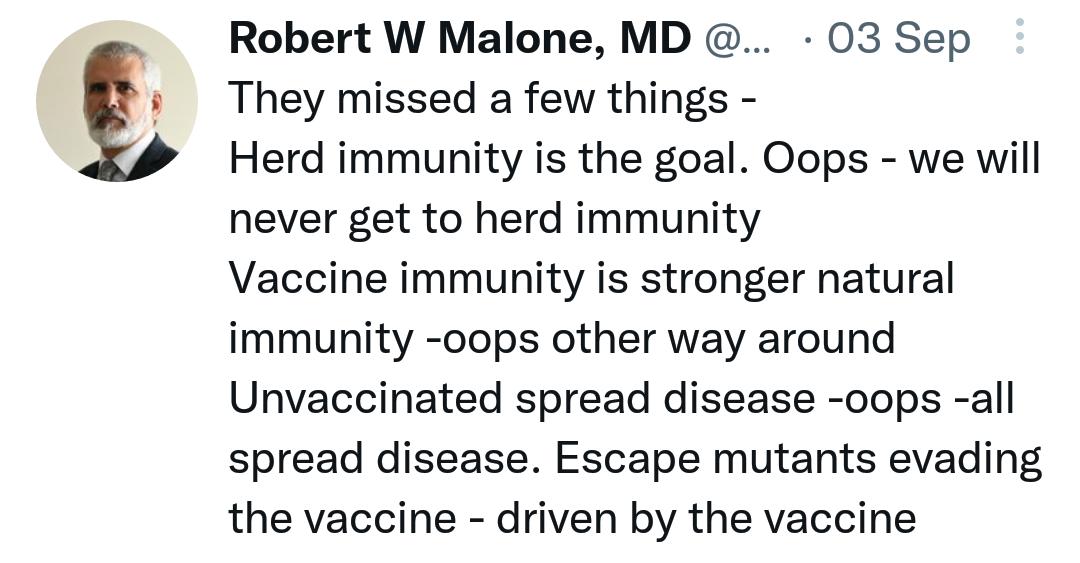 Robert W Malone, MD @... · 03 Sep
They missed a few things -
Herd immunity is the goal. Oops - we will
never get to herd immunity
Vaccine immunity is stronger natural
immunity -oops other way around
Unvaccinated spread disease -oops -all
spread disease. Escape mutants evading
the vaccine - driven by the vaccine